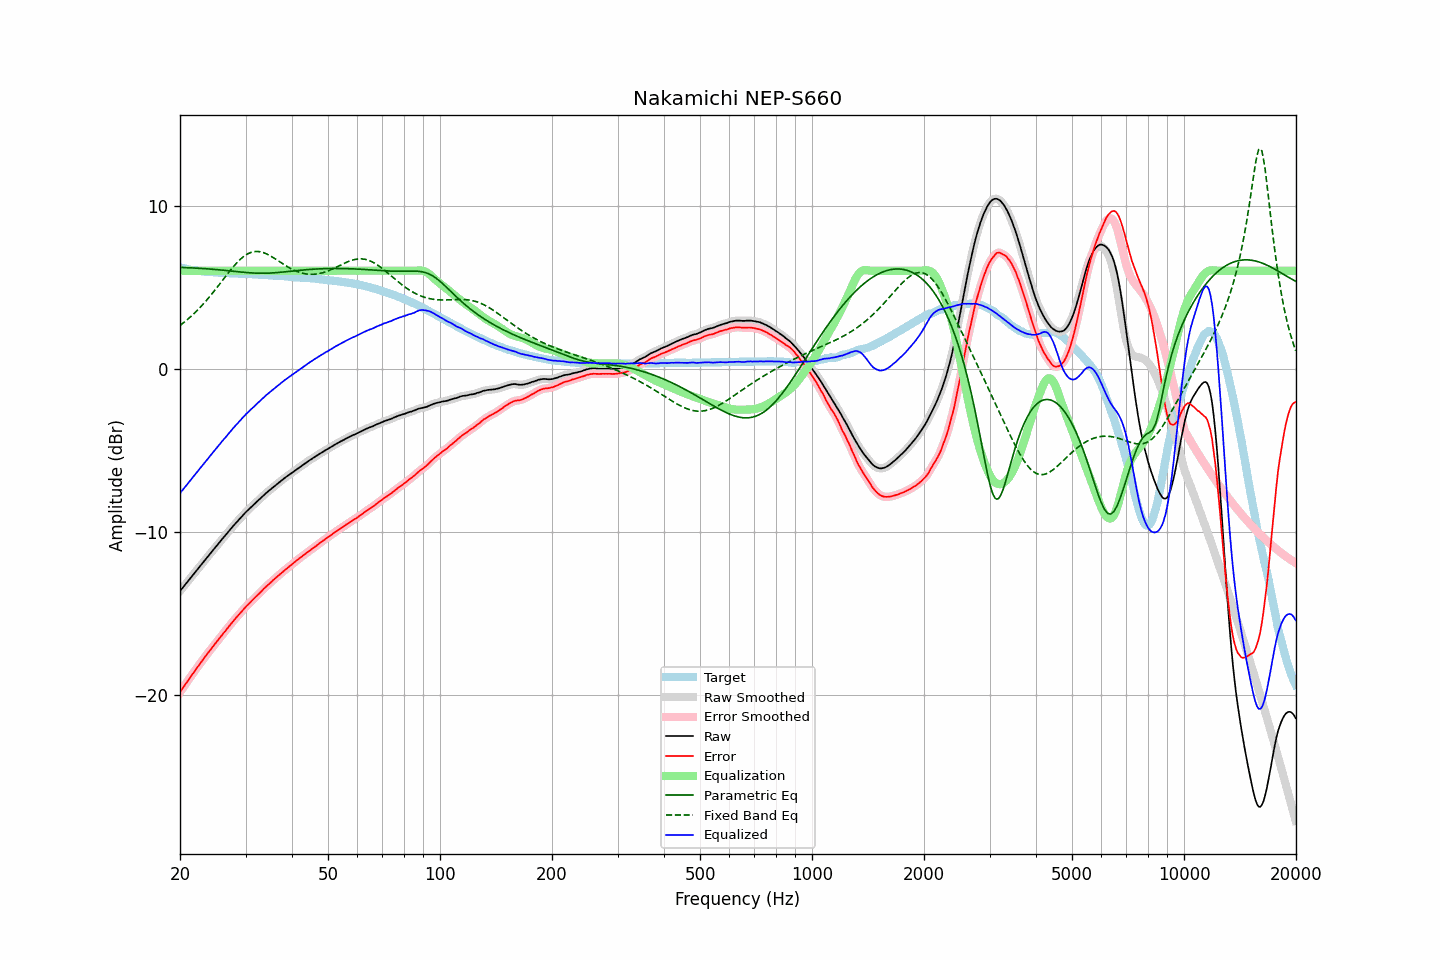 Nakamichi NEP-S660
Amplitude (dBr)
10
0
−10
−20
Target
Raw Smoothed
Error Smoothed
Raw
Error
Equalization
Parametric Eq
Fixed Band Eq
Equalized
20 50 100 200 500 1000 2000 5000 10000 20000
Frequency (Hz)